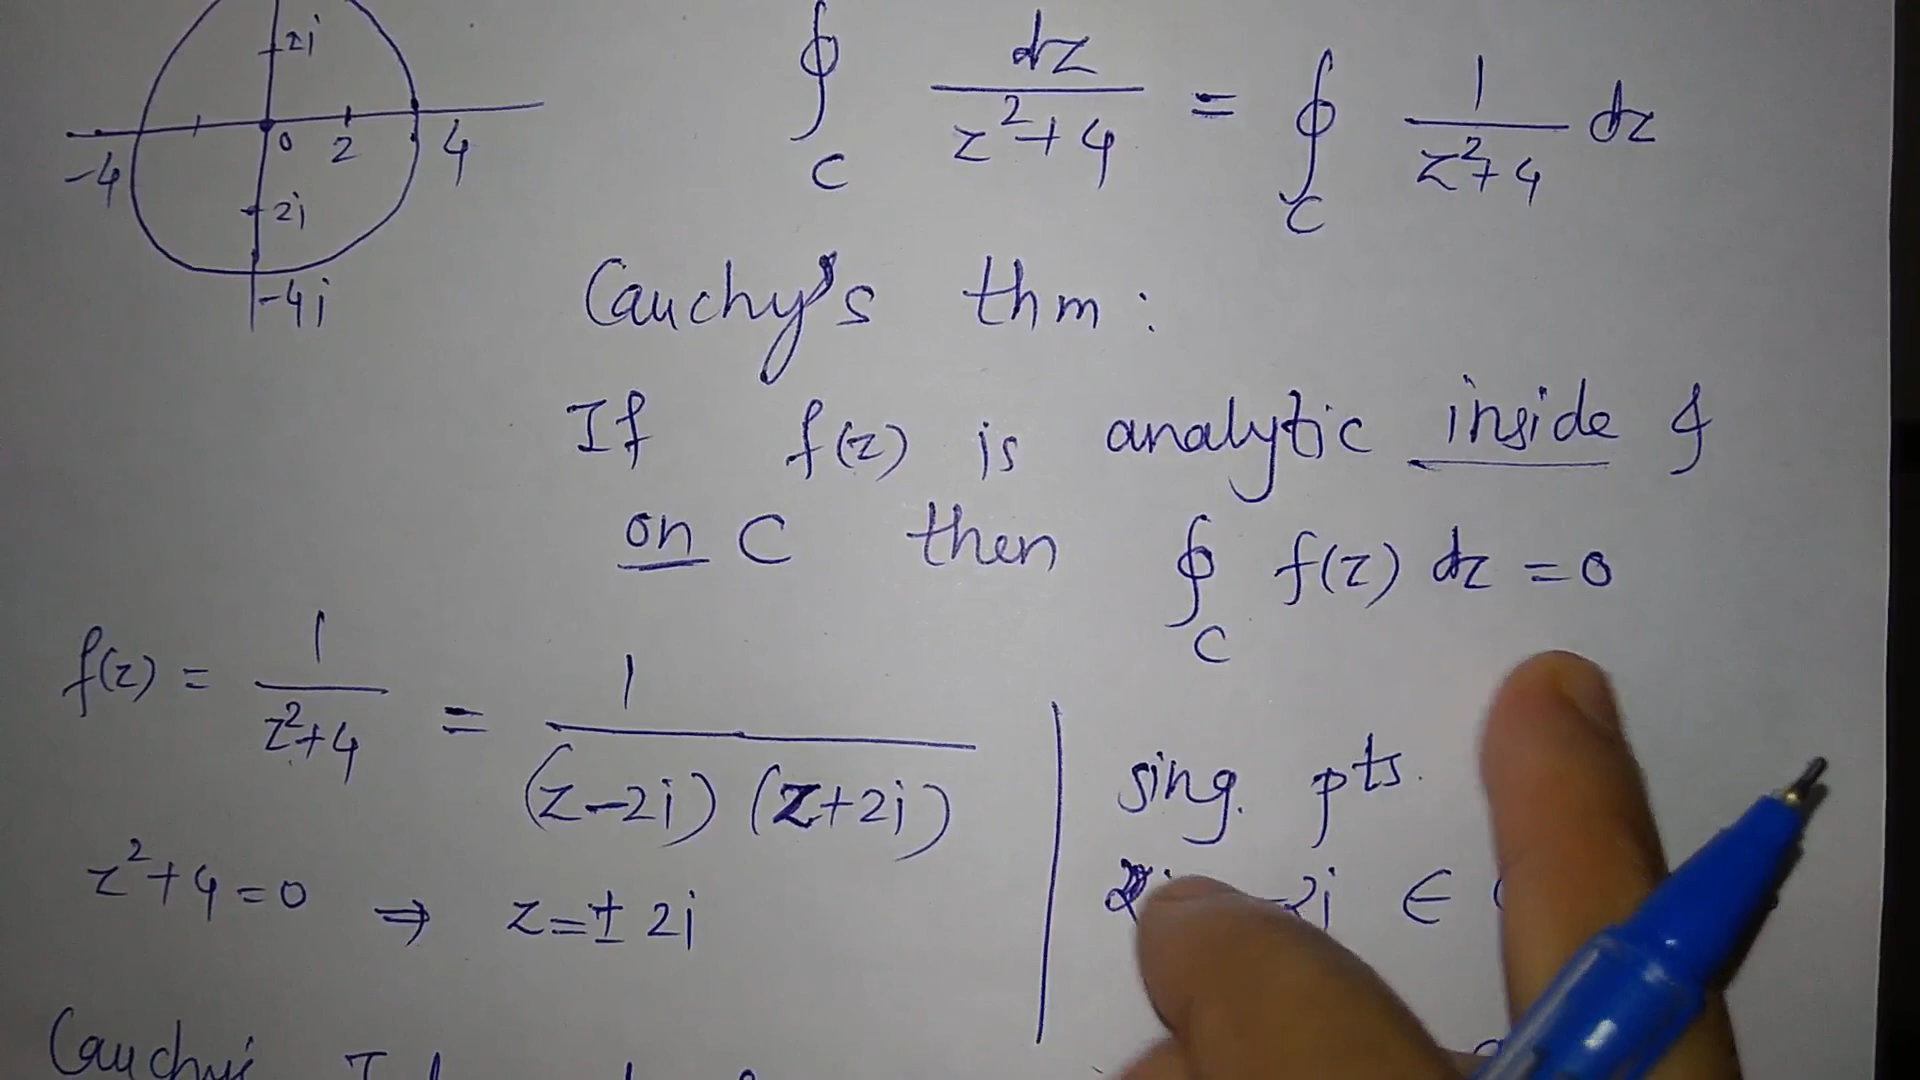 2i
0 2 4
-4
2i
-4i
∮_C dz/(z²+4) = ∮_C 1/(z²+4) dz
Cauchy's thm:
If f(z) is analytic inside &
on C then ∮_C f(z) dz = 0
f(z) = 1/(z²+4) = 1/((z-2i)(z+2i))
z²+4=0 ⇒ z=± 2i
sing. pts.
-2i ∈
Cauchy's